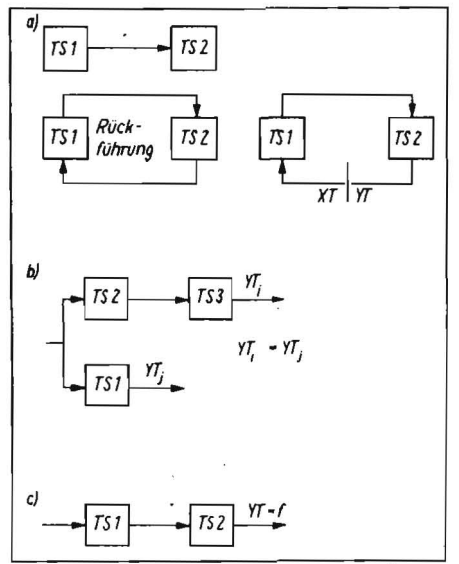 a)
TS1 TS2
TS1 Rück- TS2 TS1 TS2
führung
XT YT
b)
TS2 TS3 YTi
YTi = YTj
TS1 YTj
c)
TS1 TS2 YT=f